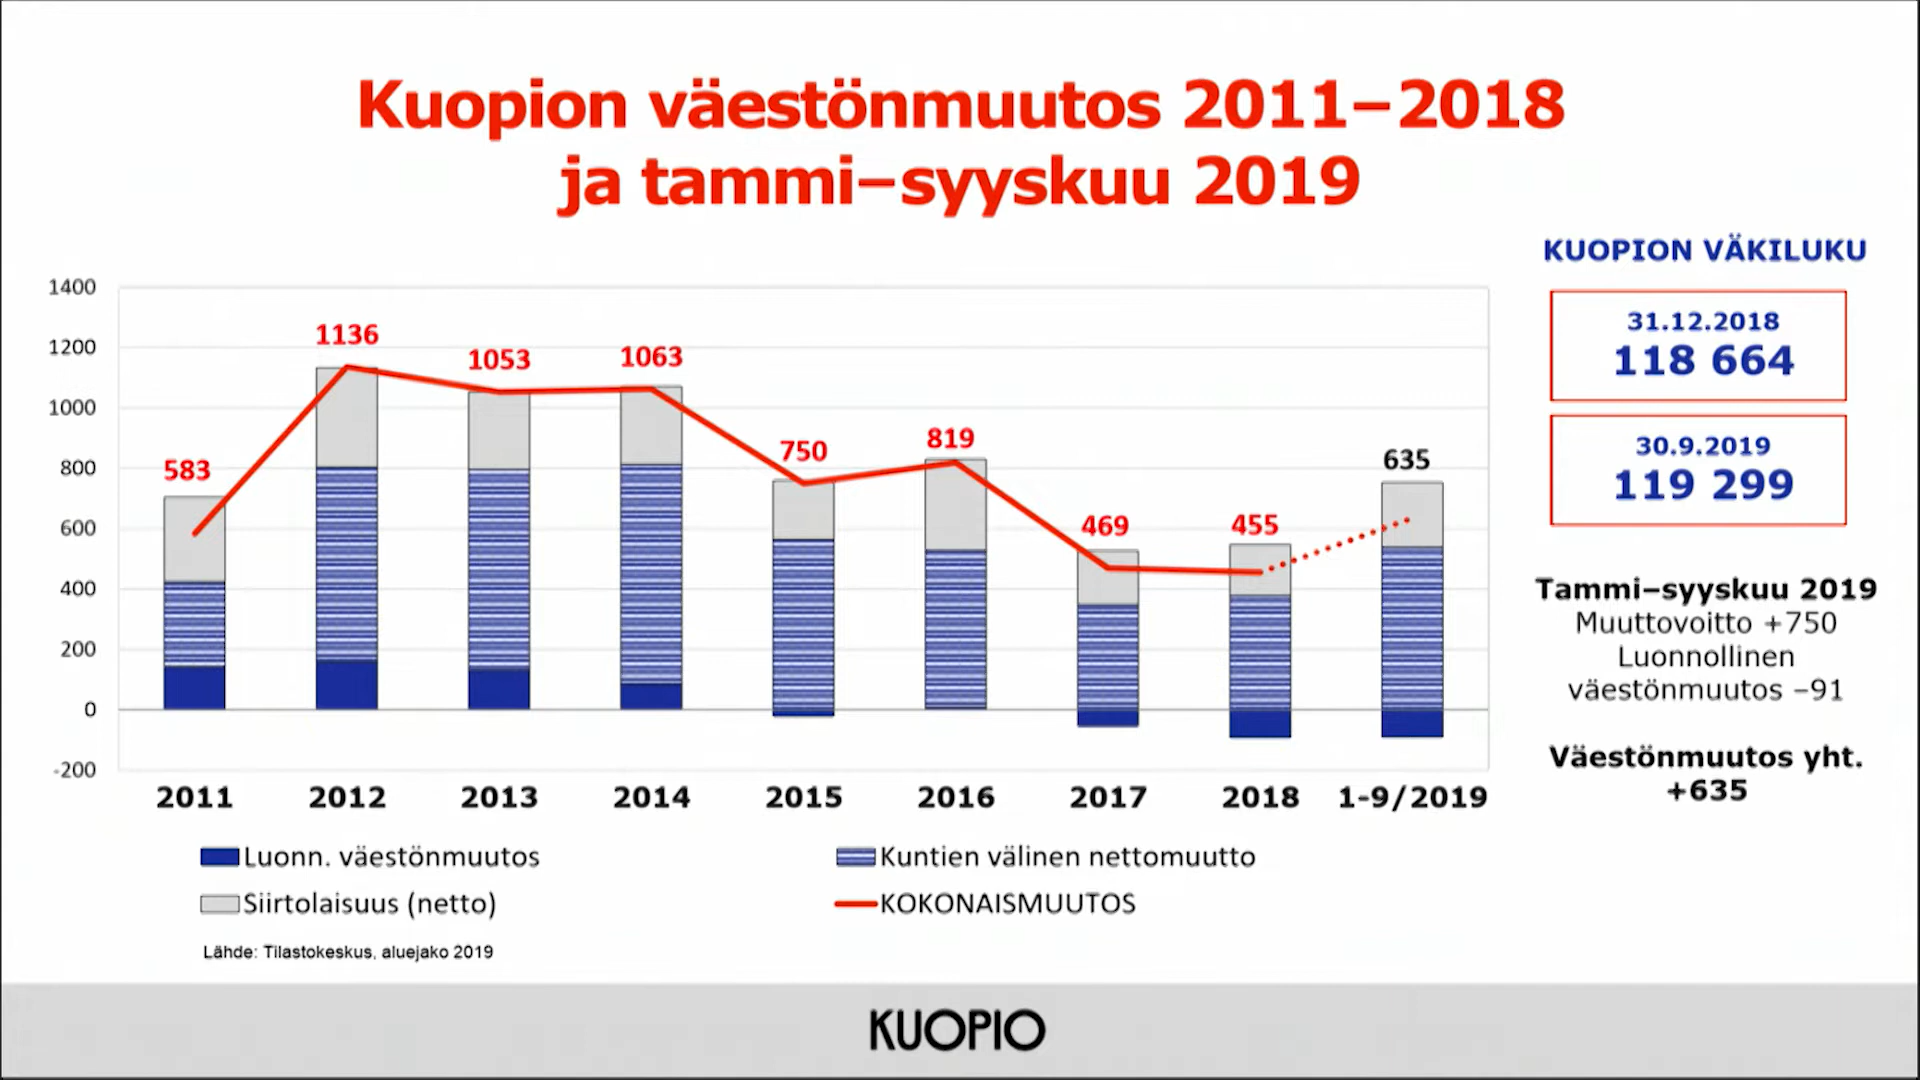 Kuopion väestönmuutos 2011–2018
ja tammi–syyskuu 2019
1400
1200
1000
800
600
400
200
0
-200
583
1136
1053
1063
750
819
469
455
635
2011
2012
2013
2014
2015
2016
2017
2018
1-9/2019
Luonn. väestönmuutos
Kuntien välinen nettomuutto
Siirtolaisuus (netto)
KOKONAISMUUTOS
Lähde: Tilastokeskus, aluejako 2019
KUOPION VÄKILUKU
31.12.2018
118 664
30.9.2019
119 299
Tammi–syyskuu 2019
Muuttovoitto +750
Luonnollinen
väestönmuutos –91
Väestönmuutos yht.
+635
KUOPIO